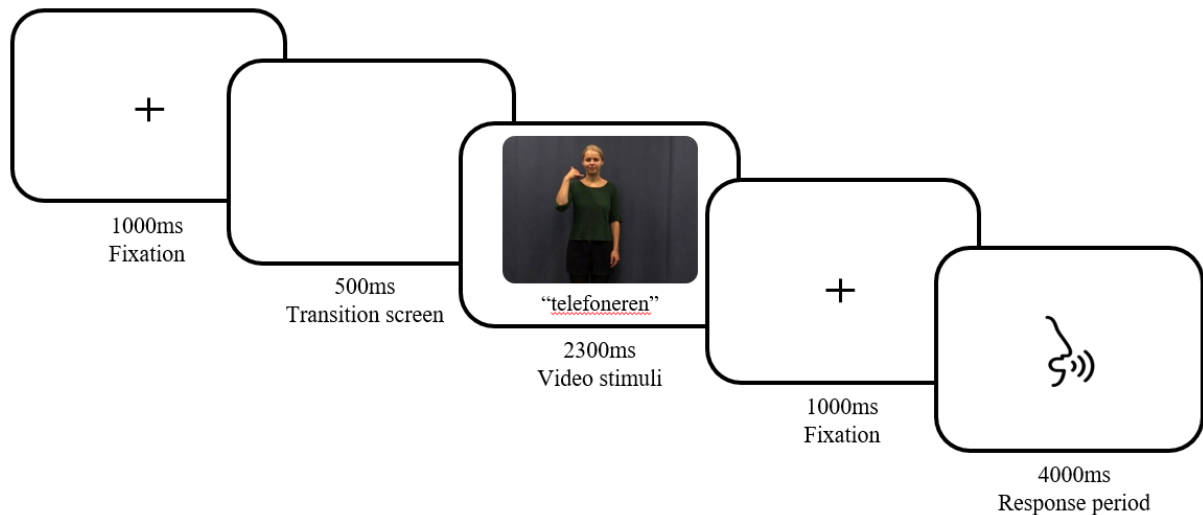 1000ms
Fixation
500ms
Transition screen
“telefoneren”
2300ms
Video stimuli
1000ms
Fixation
4000ms
Response period